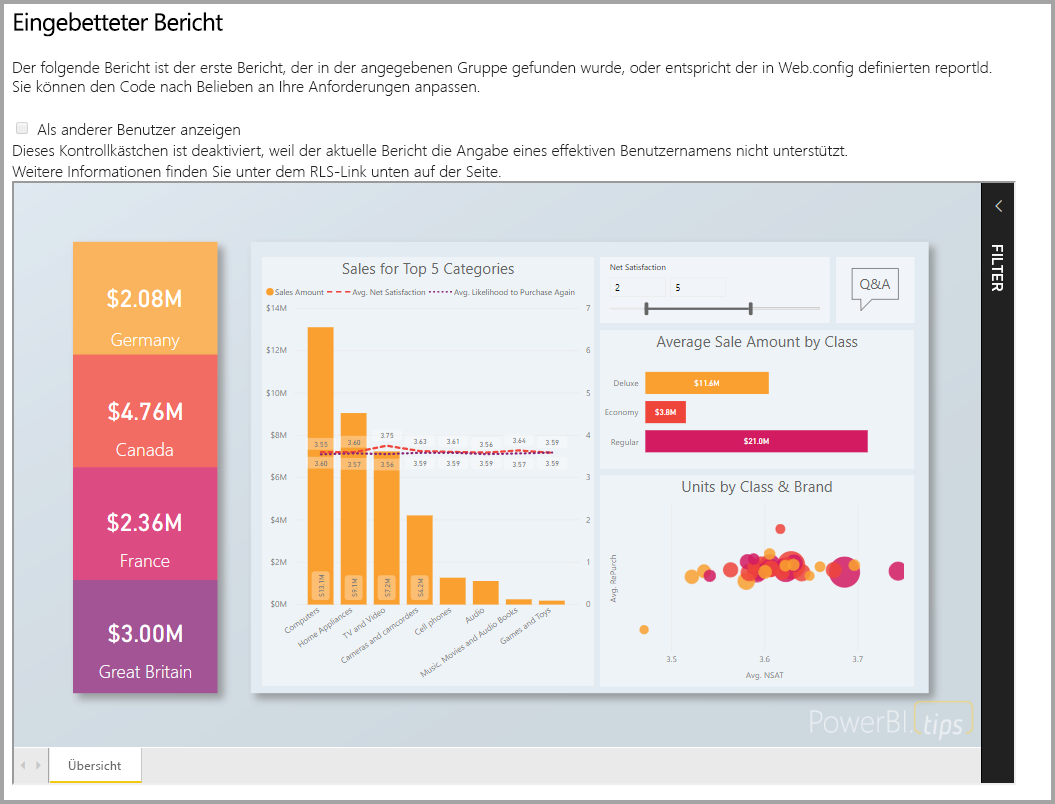 Eingebetteter Bericht
Der folgende Bericht ist der erste Bericht, der in der angegebenen Gruppe gefunden wurde, oder entspricht der in Web.config definierten reportId.
Sie können den Code nach Belieben an Ihre Anforderungen anpassen.
Als anderer Benutzer anzeigen
Dieses Kontrollkästchen ist deaktiviert, weil der aktuelle Bericht die Angabe eines effektiven Benutzernamens nicht unterstützt.
Weitere Informationen finden Sie unter dem RLS-Link unten auf der Seite.
FILTER
$2.08M
Germany
$4.76M
Canada
$2.36M
France
$3.00M
Great Britain
Sales for Top 5 Categories
Sales Amount Avg. Net Satisfaction Avg. Likelihood to Purchase Again
$14M
$12M
$10M
$8M
$6M
$4M
$2M
$0M
7
6
5
4
3
2
1
0
3.55 3.60 3.75 3.63 3.61 3.56 3.64 3.59
3.60 3.57 3.56 3.59 3.59 3.59 3.57 3.59
$13.1M $9.1M $7.2M $4.2M
Computers
Home Appliances
TV and Video
Cameras and camcorders
Cell phones
Audio
Music, Movies and Audio Books
Games and Toys
Net Satisfaction
2 5
Q&A
Average Sale Amount by Class
Deluxe $11.6M
Economy $3.8M
Regular $21.0M
Units by Class & Brand
Avg. RePurch
3.5 3.6 3.7
Avg. NSAT
PowerBI.tips
Übersicht